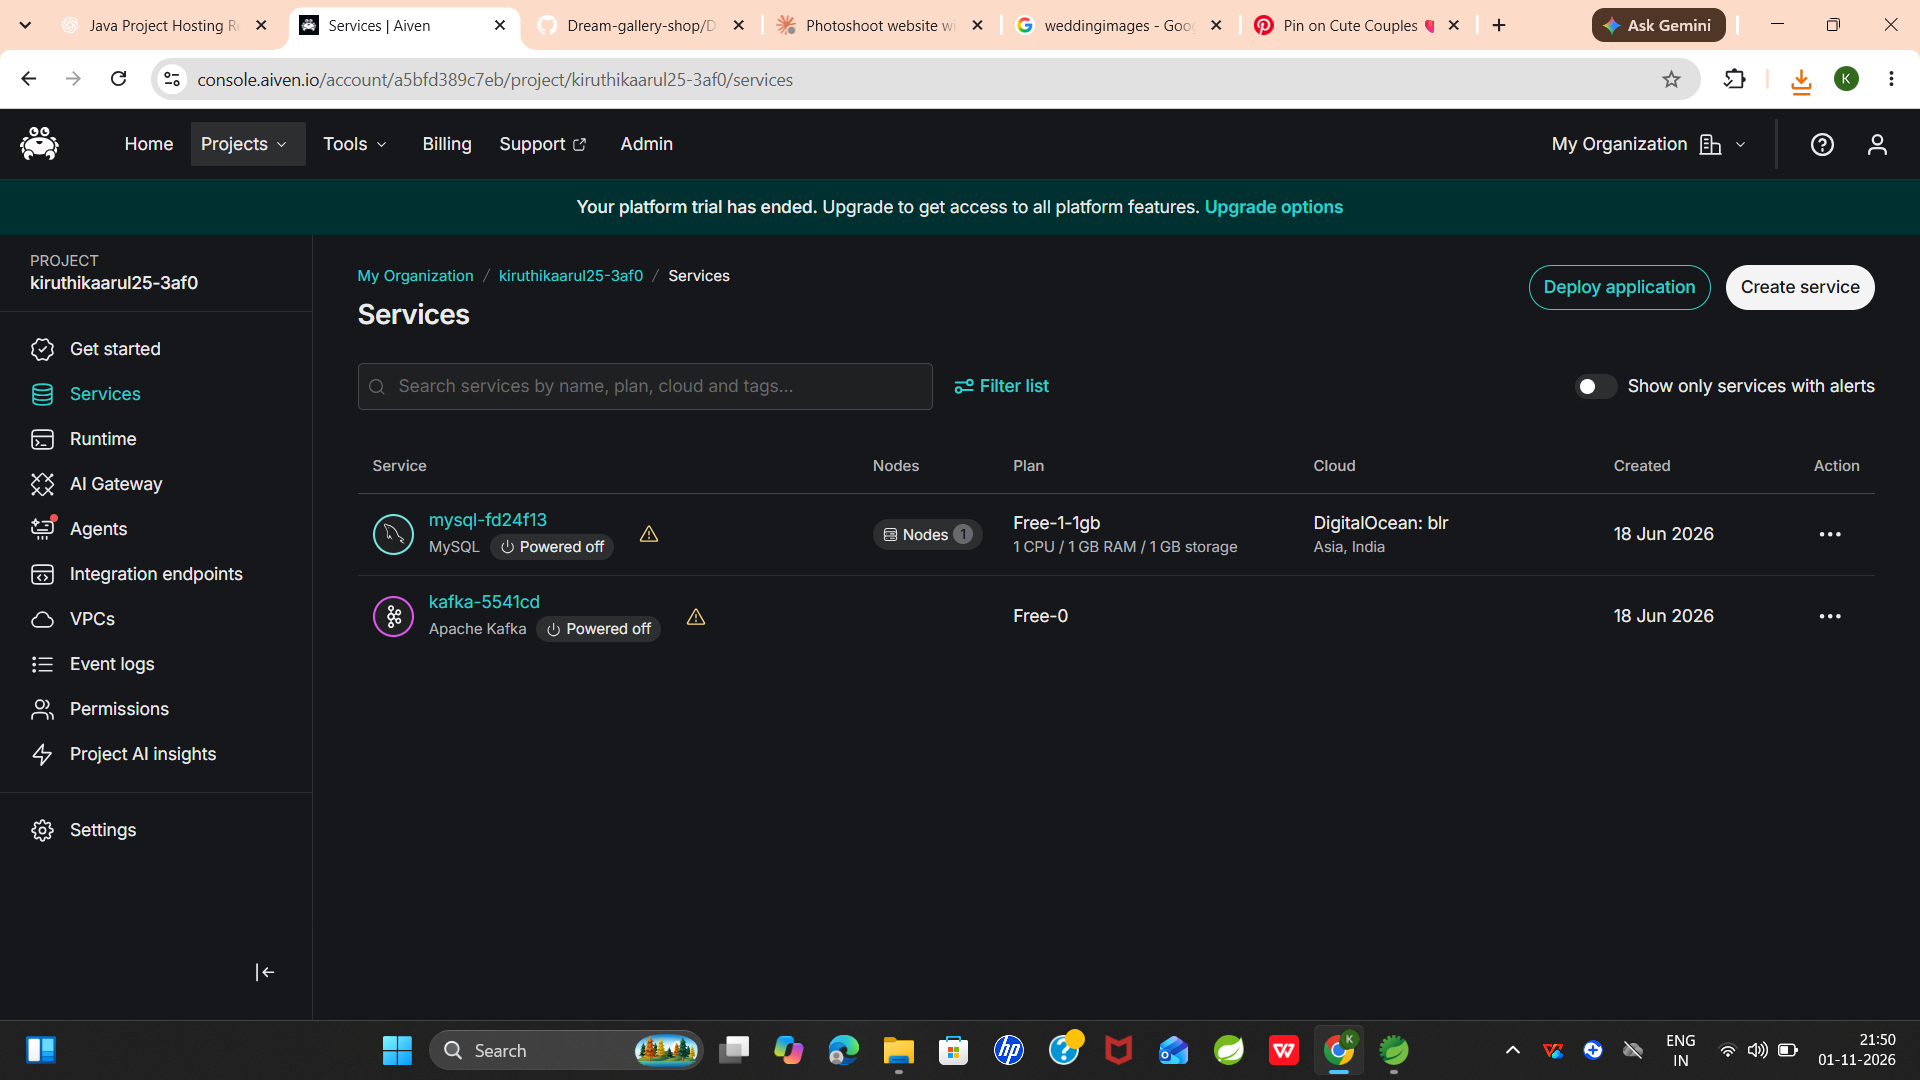 Java Project Hosting Re
Services | Aiven
Dream-gallery-shop/D
Photoshoot website wi
weddingimages - Goo
Pin on Cute Couples
Ask Gemini
console.aiven.io/account/a5bfd389c7eb/project/kiruthikaarul25-3af0/services
K
Home
Projects
Tools
Billing
Support
Admin
My Organization
Your platform trial has ended. Upgrade to get access to all platform features. Upgrade options
PROJECT
kiruthikaarul25-3af0
Get started
Services
Runtime
AI Gateway
Agents
Integration endpoints
VPCs
Event logs
Permissions
Project AI insights
Settings
My Organization / kiruthikaarul25-3af0 / Services
Services
Deploy application
Create service
Search services by name, plan, cloud and tags...
Filter list
Show only services with alerts
Service Nodes Plan Cloud Created Action
mysql-fd24f13
MySQL Powered off
Nodes 1
Free-1-1gb
1 CPU / 1 GB RAM / 1 GB storage
DigitalOcean: blr
Asia, India
18 Jun 2026
kafka-5541cd
Apache Kafka Powered off
Free-0
18 Jun 2026
Search
hp
K
ENG
IN
21:50
01-11-2026